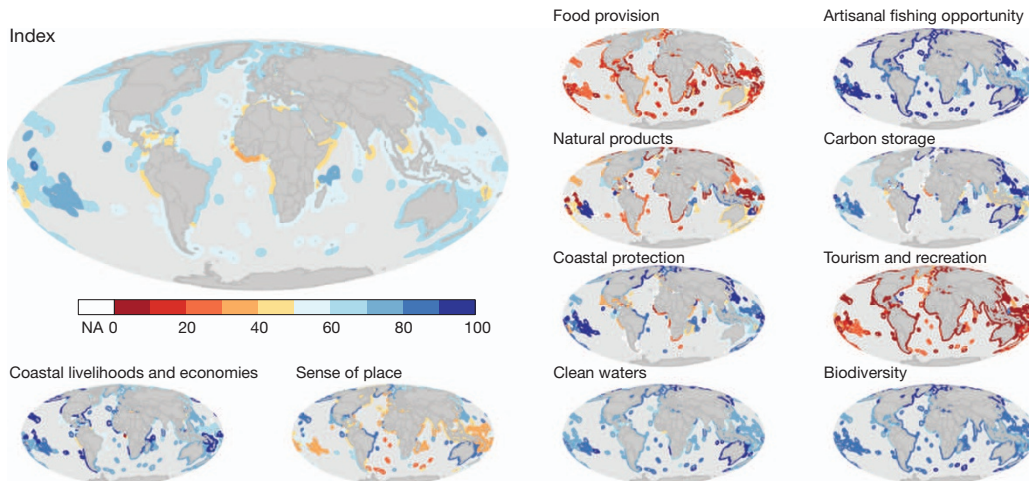 Index
Food provision
Artisanal fishing opportunity
Natural products
Carbon storage
Coastal protection
Tourism and recreation
NA 0 20 40 60 80 100
Coastal livelihoods and economies
Sense of place
Clean waters
Biodiversity